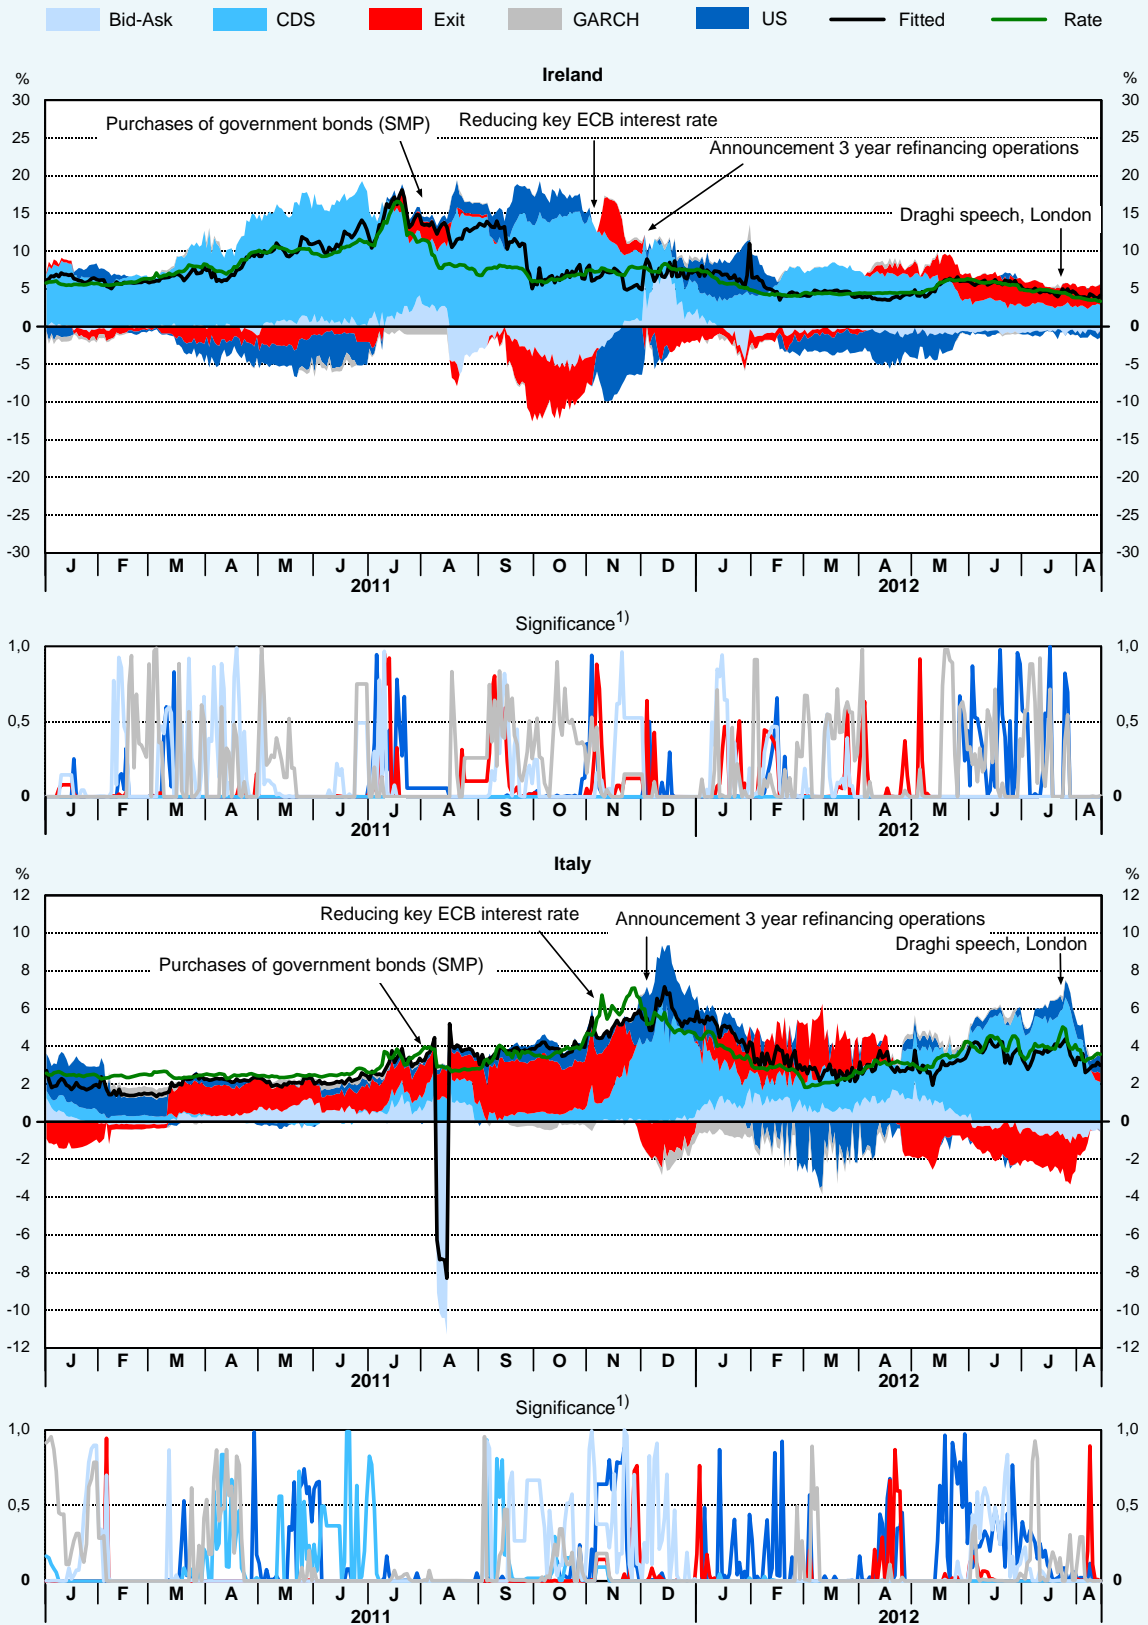 Bid-Ask CDS Exit GARCH US Fitted Rate
Ireland
% %
30 30
Purchases of government bonds (SMP) Reducing key ECB interest rate
25 25
Announcement 3 year refinancing operations
20 20
Draghi speech, London
15 15
10 10
5 5
0 0
-5 -5
-10 -10
-15 -15
-20 -20
-25 -25
-30 -30
J F M A M J J A S O N D J F M A M J J A
2011 2012
Significance1)
1,0 1,0
0,5 0,5
0 0
J F M A M J J A S O N D J F M A M J J A
2011 2012
Italy
% %
12 12
Reducing key ECB interest rate Announcement 3 year refinancing operations
10 10
Draghi speech, London
Purchases of government bonds (SMP)
8 8
6 6
4 4
2 2
0 0
-2 -2
-4 -4
-6 -6
-8 -8
-10 -10
-12 -12
J F M A M J J A S O N D J F M A M J J A
2011 2012
Significance1)
1,0 1,0
0,5 0,5
0 0
J F M A M J J A S O N D J F M A M J J A
2011 2012